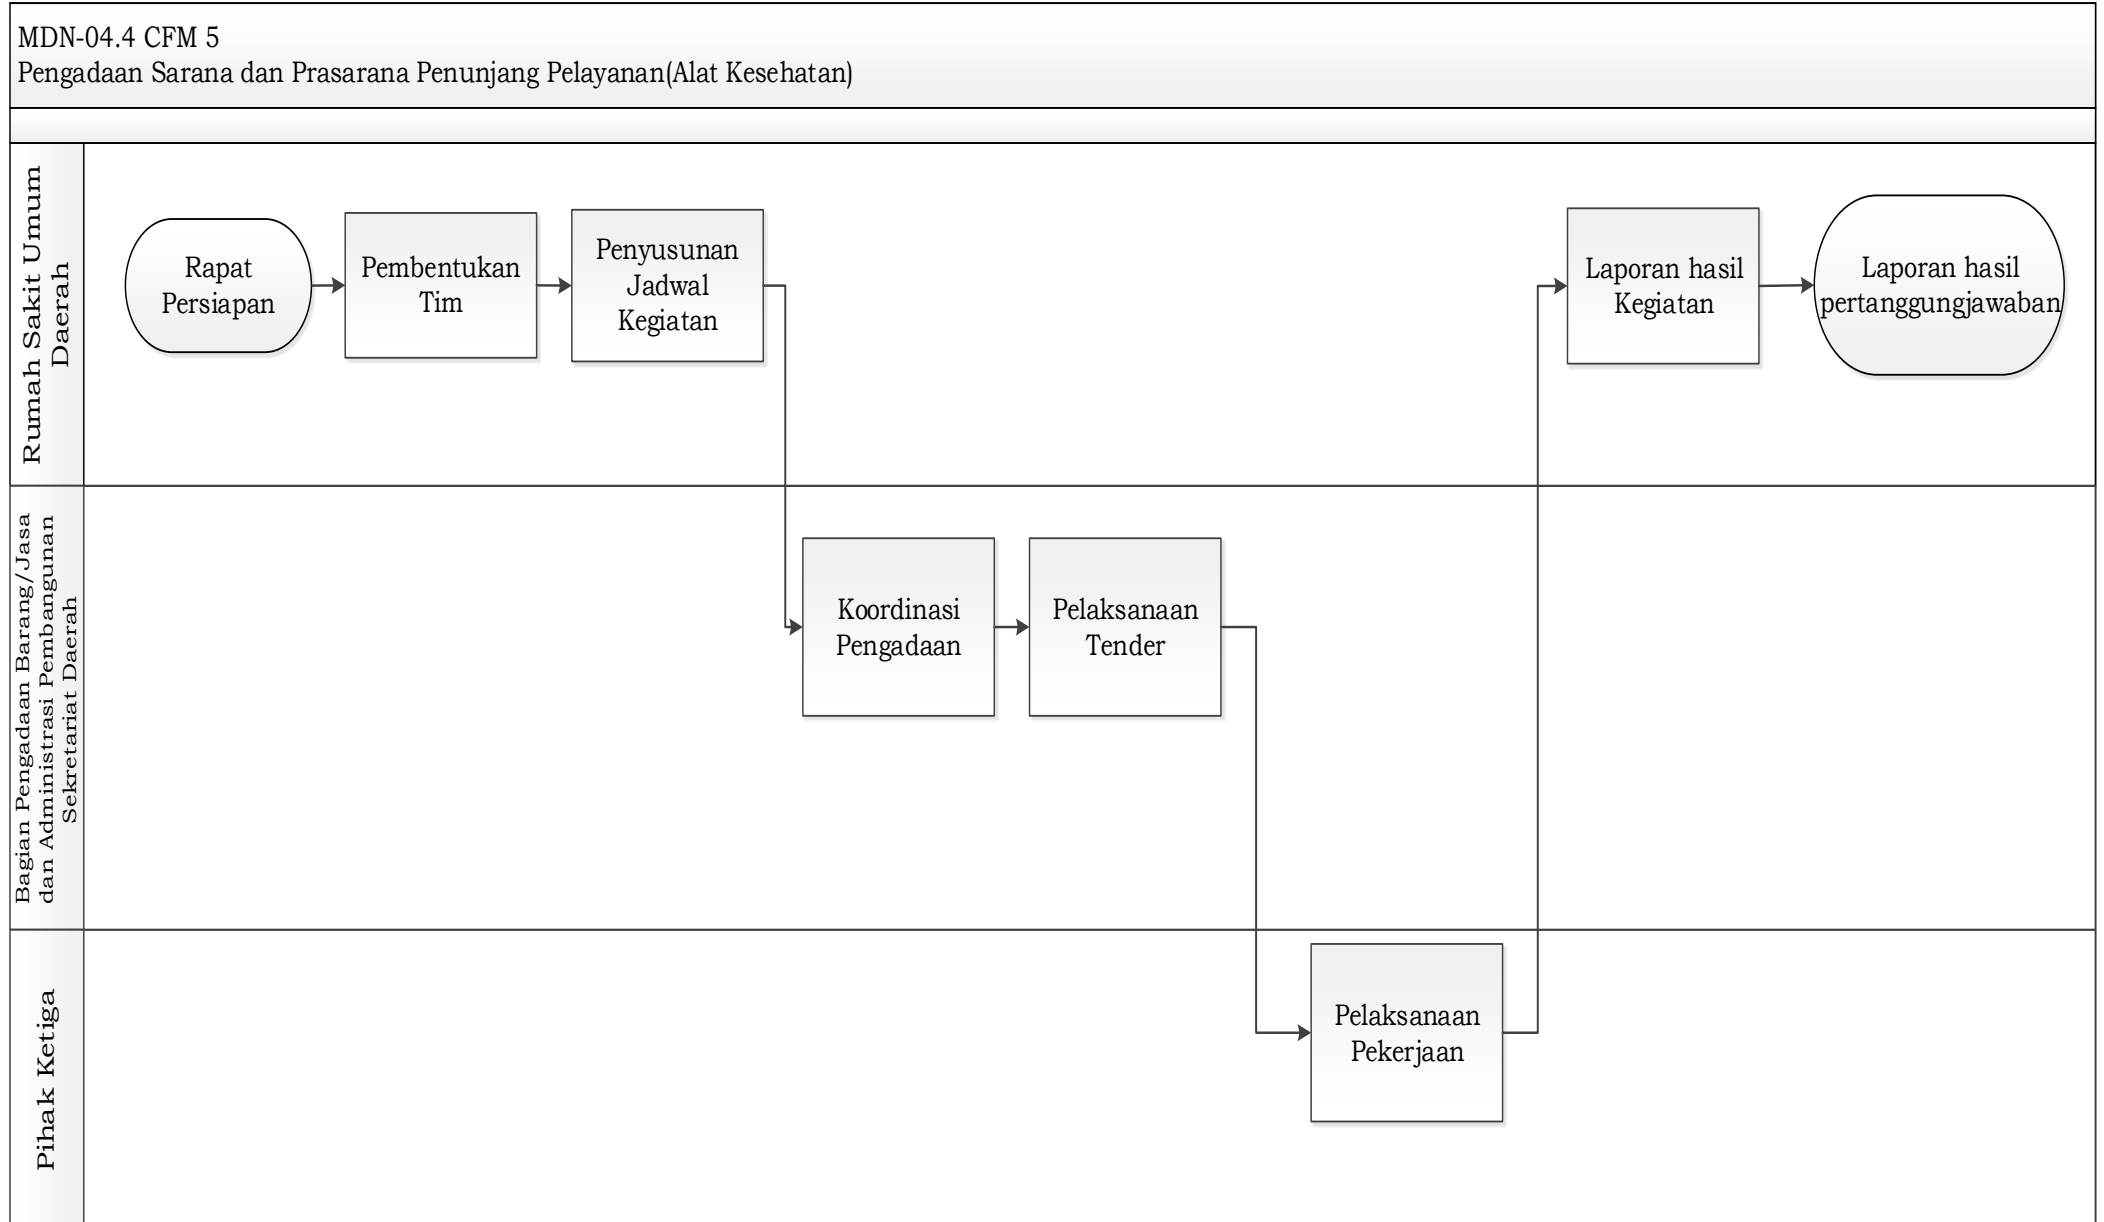 MDN-04.4 CFM 5
Pengadaan Sarana dan Prasarana Penunjang Pelayanan(Alat Kesehatan)
Rumah Sakit Umum
Daerah
Rapat
Persiapan
Pembentukan
Tim
Penyusunan
Jadwal
Kegiatan
Laporan hasil
Kegiatan
Laporan hasil
pertanggungjawaban
Bagian Pengadaan Barang/Jasa
dan Administrasi Pembangunan
Sekretariat Daerah
Koordinasi
Pengadaan
Pelaksanaan
Tender
Pihak Ketiga
Pelaksanaan
Pekerjaan